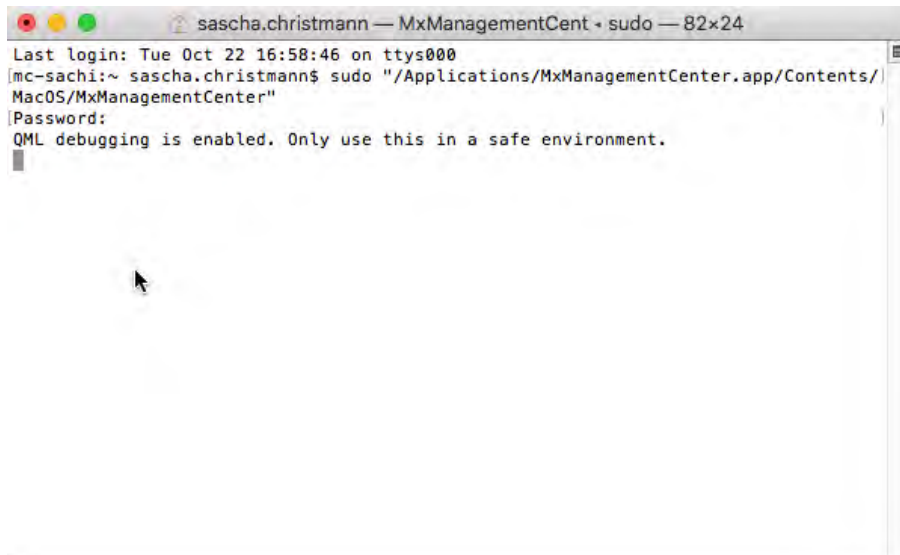 sascha.christmann — MxManagementCent ◂ sudo — 82×24
Last login: Tue Oct 22 16:58:46 on ttys000
[mc-sachi:~ sascha.christmann$ sudo "/Applications/MxManagementCenter.app/Contents/]
MacOS/MxManagementCenter"
[Password: ]
QML debugging is enabled. Only use this in a safe environment.